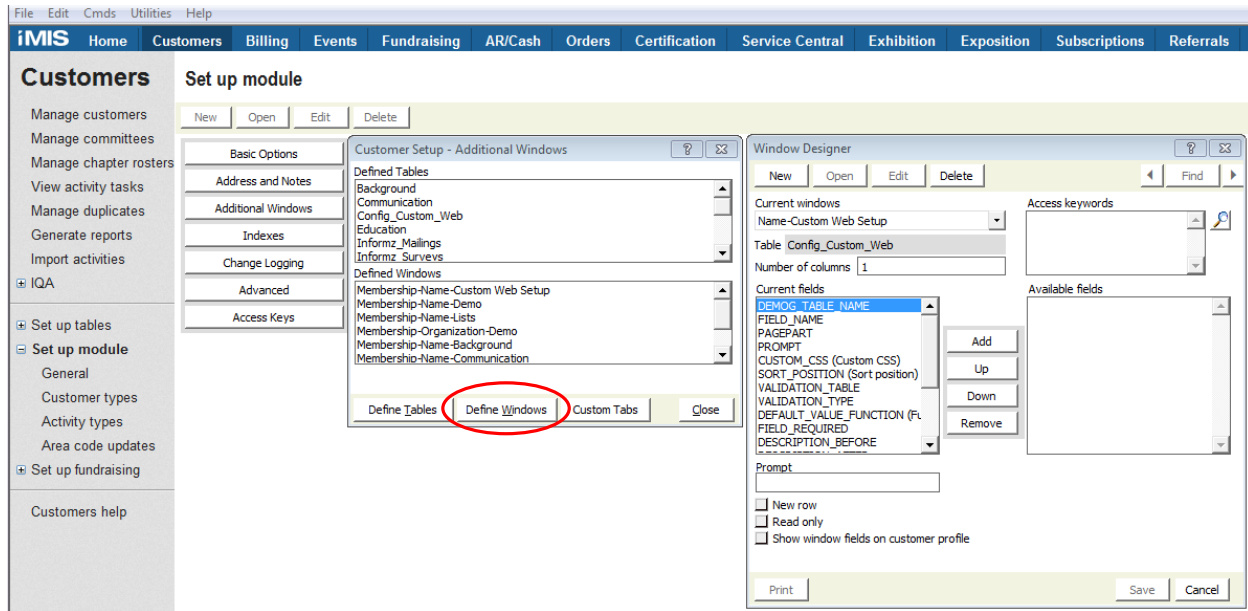 File Edit Cmds Utilities Help
iMIS Home Customers Billing Events Fundraising AR/Cash Orders Certification Service Central Exhibition Exposition Subscriptions Referrals
Customers
Manage customers
Manage committees
Manage chapter rosters
View activity tasks
Manage duplicates
Generate reports
Import activities
IQA
Set up tables
Set up module
General
Customer types
Activity types
Area code updates
Set up fundraising
Customers help
Set up module
New Open Edit Delete
Basic Options
Address and Notes
Additional Windows
Indexes
Change Logging
Advanced
Access Keys
Customer Setup - Additional Windows
Defined Tables
Background
Communication
Config_Custom_Web
Education
Informz_Mailings
Informz_Surveys
Defined Windows
Membership-Name-Custom Web Setup
Membership-Name-Demo
Membership-Name-Lists
Membership-Organization-Demo
Membership-Name-Background
Membership-Name-Communication
Define Tables Define Windows Custom Tabs Close
Window Designer
New Open Edit Delete Find
Current windows
Name-Custom Web Setup
Table Config_Custom_Web
Number of columns 1
Access keywords
Current fields
DEMOG_TABLE_NAME
FIELD_NAME
PAGEPART
PROMPT
CUSTOM_CSS (Custom CSS)
SORT_POSITION (Sort position)
VALIDATION_TABLE
VALIDATION_TYPE
DEFAULT_VALUE_FUNCTION (Fu
FIELD_REQUIRED
DESCRIPTION_BEFORE
Add
Up
Down
Remove
Available fields
Prompt
New row
Read only
Show window fields on customer profile
Print Save Cancel